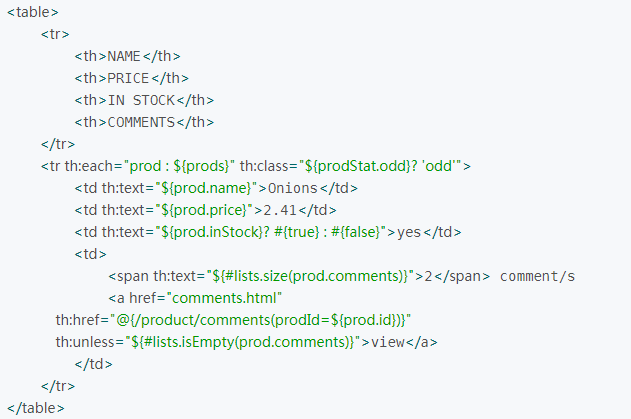 <table>
<tr>
<th>NAME</th>
<th>PRICE</th>
<th>IN STOCK</th>
<th>COMMENTS</th>
</tr>
<tr th:each="prod : ${prods}" th:class="${prodStat.odd}? 'odd'">
<td th:text="${prod.name}">Onions</td>
<td th:text="${prod.price}">2.41</td>
<td th:text="${prod.inStock}? #{true} : #{false}">yes</td>
<td>
<span th:text="${#lists.size(prod.comments)}">2</span> comment/s
<a href="comments.html"
th:href="@{/product/comments(prodId=${prod.id})}"
th:unless="${#lists.isEmpty(prod.comments)}">view</a>
</td>
</tr>
</table>